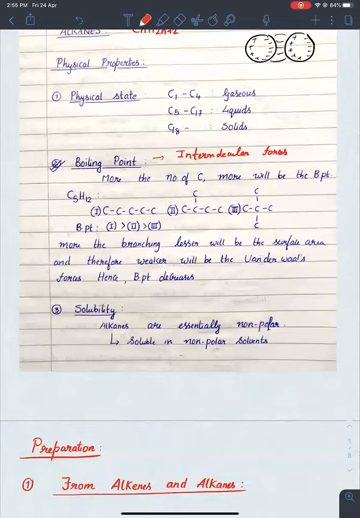 2:55 PM Fri 24 Apr
ALKANES CnH2n+2
Physical Properties :
① Physical state C1 - C4 : Gaseous
C5 - C17 : Liquids
C18 - : Solids
② Boiling Point → Intermolecular forces
More the no of C, more will be the B.pt
C5H12 C C
(I) C-C-C-C-C (II) C-C-C-C (III) C-C-C
C
B.pt : (I) > (II) > (III)
more the branching lesser will be the surface area
and therefore weaker will be the Van der waal's
forces. Hence, B.pt decreases
③ Solubility :
Alkanes are essentially non-polar.
↳ Soluble in non-polar solvents
Preparation :
① From Alkenes and Alkanes :